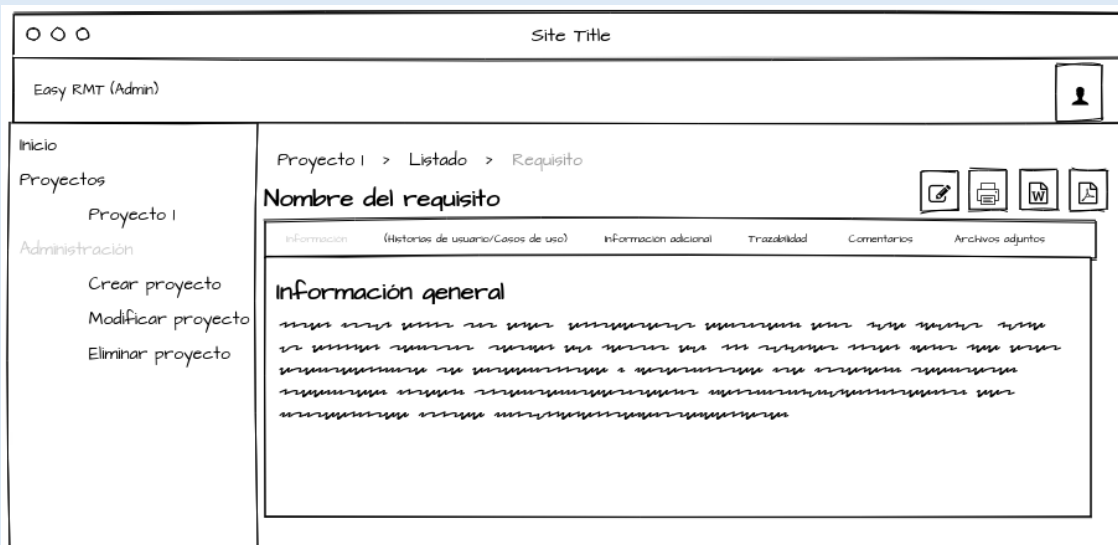 Site Title
Easy RMT (Admin)
Inicio
Proyectos
Proyecto 1
Administración
Crear proyecto
Modificar proyecto
Eliminar proyecto
Proyecto 1 > Listado > Requisito
Nombre del requisito
W
Información (Historias de usuario/Casos de uso) Información adicional Trazabilidad Comentarios Archivos adjuntos
Información general